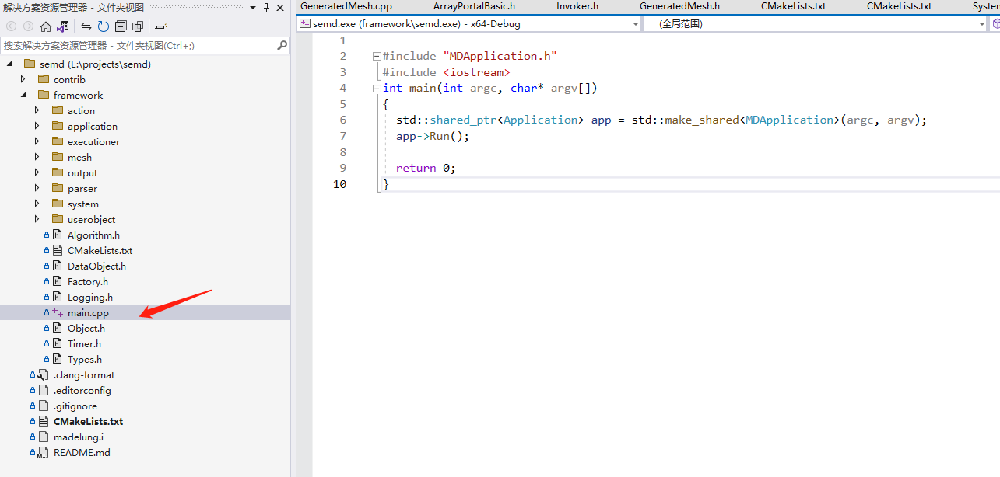 解决方案资源管理器 - 文件夹视图
搜索解决方案资源管理器 - 文件夹视图(Ctrl+;)
semd (E:\projects\semd)
contrib
framework
action
application
executioner
mesh
output
parser
system
userobject
Algorithm.h
CMakeLists.txt
DataObject.h
Factory.h
Logging.h
main.cpp
Object.h
Timer.h
Types.h
.clang-format
.editorconfig
.gitignore
CMakeLists.txt
madelung.i
README.md
GeneratedMesh.cpp ArrayPortalBasic.h Invoker.h GeneratedMesh.h CMakeLists.txt CMakeLists.txt System
semd.exe (framework\semd.exe) - x64-Debug (全局范围)
1
2 #include "MDApplication.h"
3 #include <iostream>
4 int main(int argc, char* argv[])
5 {
6 std::shared_ptr<Application> app = std::make_shared<MDApplication>(argc, argv);
7 app->Run();
8
9 return 0;
10 }